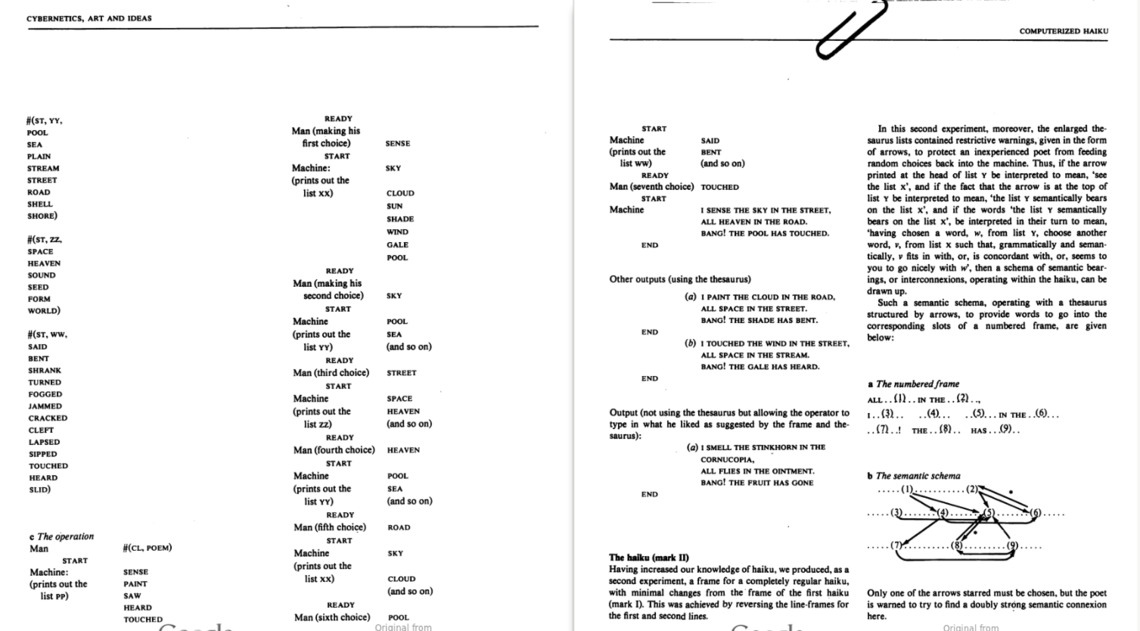 CYBERNETICS, ART AND IDEAS
#(ST, YY,
POOL
SEA
PLAIN
STREAM
STREET
ROAD
SHELL
SHORE)
#(ST, ZZ,
SPACE
HEAVEN
SOUND
SEED
FORM
WORLD)
#(ST, WW,
SAID
BENT
SHRANK
TURNED
FOGGED
JAMMED
CRACKED
CLEFT
LAPSED
SIPPED
TOUCHED
HEARD
SLID)
c The operation
Man #(CL, POEM)
START
Machine: SENSE
(prints out the PAINT
list PP) SAW
HEARD
TOUCHED
READY
Man (making his
first choice) SENSE
START
Machine: SKY
(prints out the
list XX) CLOUD
SUN
SHADE
WIND
GALE
POOL
READY
Man (making his
second choice) SKY
START
Machine POOL
(prints out the SEA
list YY) (and so on)
READY
Man (third choice) STREET
START
Machine SPACE
(prints out the HEAVEN
list ZZ) (and so on)
READY
Man (fourth choice) HEAVEN
START
Machine POOL
(prints out the SEA
list YY) (and so on)
READY
Man (fifth choice) ROAD
START
Machine SKY
(prints out the
list XX) CLOUD
(and so on)
READY
Man (sixth choice) POOL
Original from
COMPUTERIZED HAIKU
START
Machine SAID
(prints out the BENT
list WW) (and so on)
READY
Man (seventh choice) TOUCHED
START
Machine I SENSE THE SKY IN THE STREET,
ALL HEAVEN IN THE ROAD.
BANG! THE POOL HAS TOUCHED.
END
Other outputs (using the thesaurus)
(a) I PAINT THE CLOUD IN THE ROAD,
ALL SPACE IN THE STREET.
BANG! THE SHADE HAS BENT.
END
(b) I TOUCHED THE WIND IN THE STREET,
ALL SPACE IN THE STREAM.
BANG! THE GALE HAS HEARD.
END
Output (not using the thesaurus but allowing the operator to
type in what he liked as suggested by the frame and the-
saurus):
(a) I SMELL THE STINKHORN IN THE
CORNUCOPIA,
ALL FLIES IN THE OINTMENT.
BANG! THE FRUIT HAS GONE
END
The haiku (mark II)
Having increased our knowledge of haiku, we produced, as a
second experiment, a frame for a completely regular haiku,
with minimal changes from the frame of the first haiku
(mark I). This was achieved by reversing the line-frames for
the first and second lines.
In this second experiment, moreover, the enlarged the-
saurus lists contained restrictive warnings, given in the form
of arrows, to protect an inexperienced poet from feeding
random choices back into the machine. Thus, if the arrow
printed at the head of list Y be interpreted to mean, 'see
the list X', and if the fact that the arrow is at the top of
list Y be interpreted to mean, 'the list Y semantically bears
on the list X', and if the words 'the list Y semantically
bears on the list X', be interpreted in their turn to mean,
'having chosen a word, w, from list Y, choose another
word, v, from list X such that, grammatically and seman-
tically, v fits in with, or, is concordant with, or, seems to
you to go nicely with w', then a schema of semantic bear-
ings, or interconnexions, operating within the haiku, can be
drawn up.
Such a semantic schema, operating with a thesaurus
structured by arrows, to provide words to go into the
corresponding slots of a numbered frame, are given
below:
a The numbered frame
ALL..(1)..IN THE..(2)..,
I..(3).. ..(4)... ..(5)...IN THE..(6)...
..(7)..! THE..(8).. HAS...(9)..
b The semantic schema
.....(1)...........(2)
.....(3)........(4)........(5)........(6).....
.....(7)............(8)...........(9).....
Only one of the arrows starred must be chosen, but the poet
is warned to try to find a doubly strong semantic connexion
here.
Original from